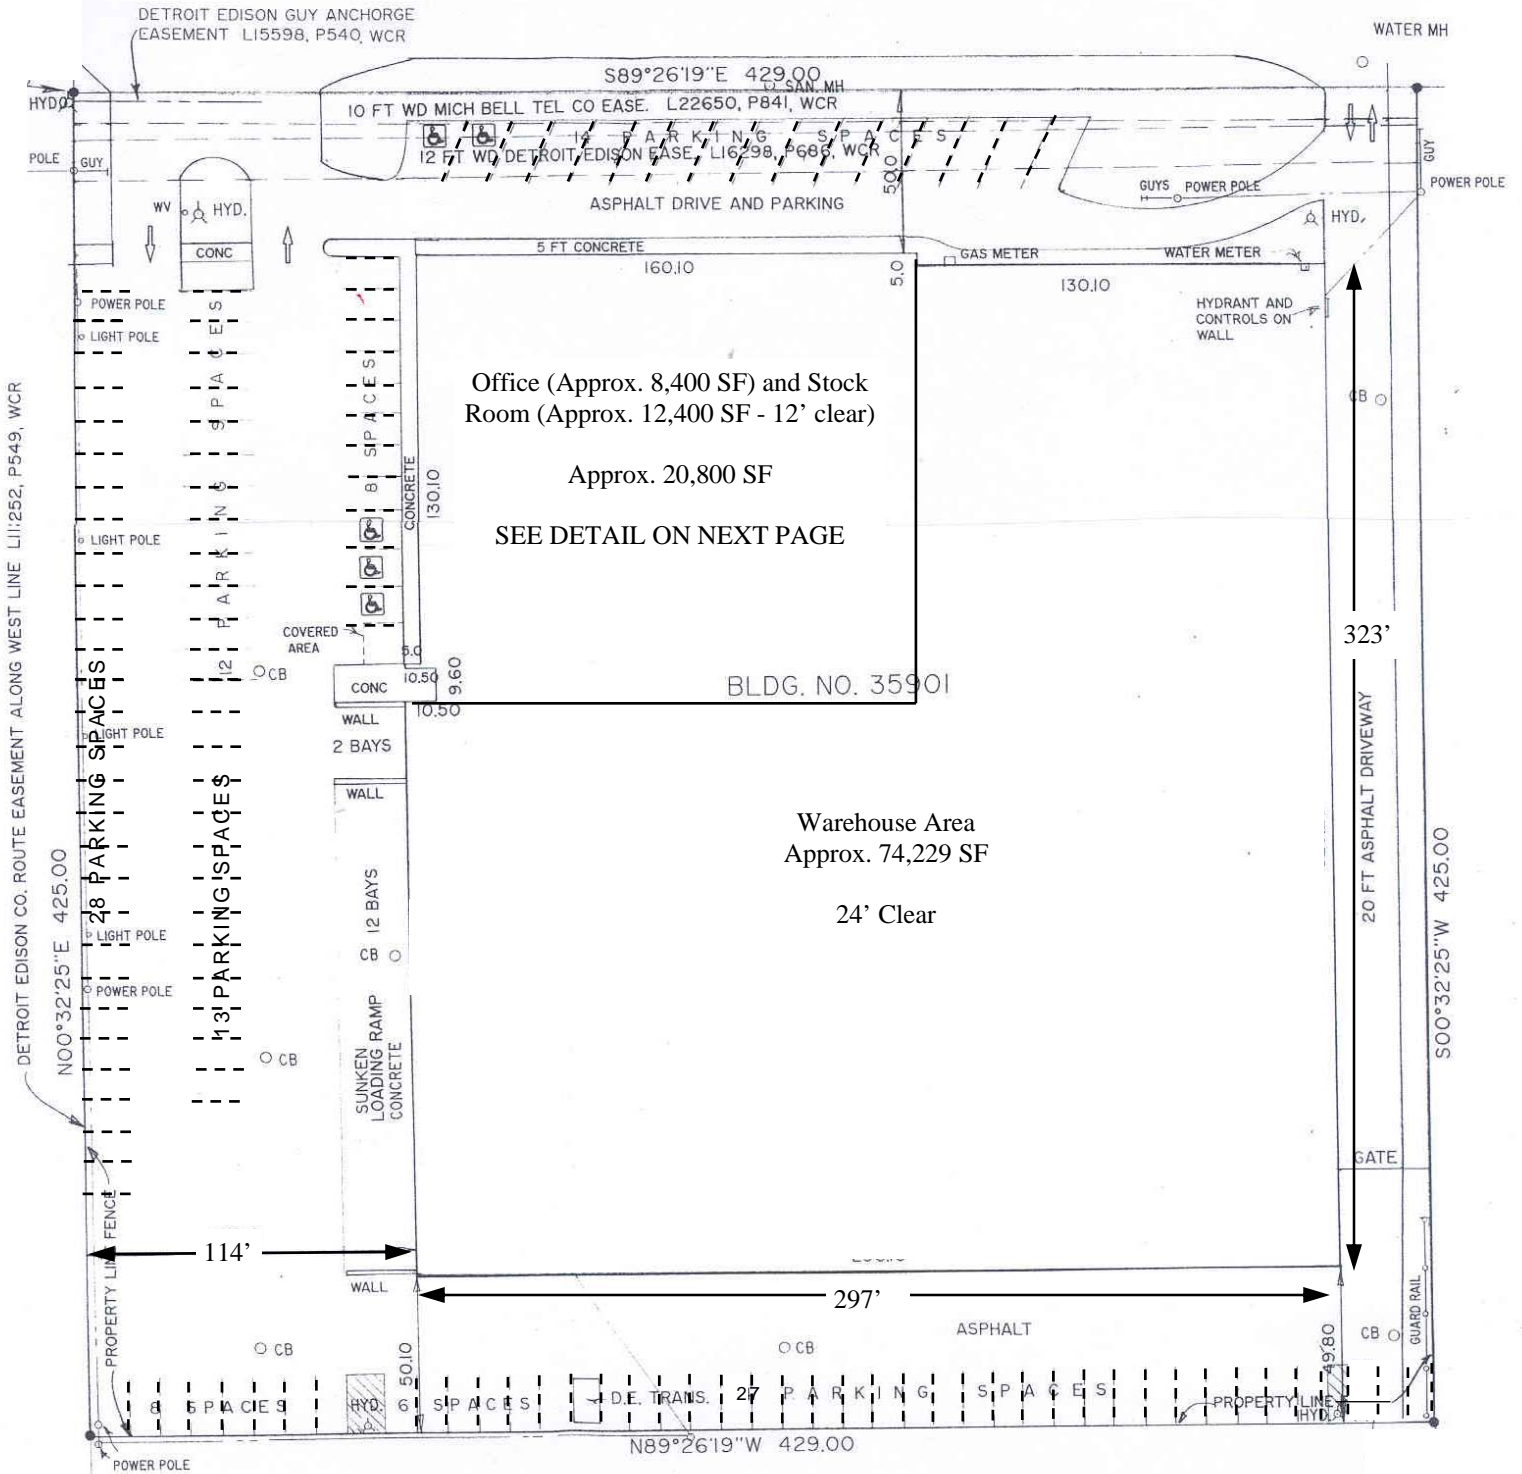 DETROIT EDISON GUY ANCHORGE
EASEMENT L15598, P540, WCR
WATER MH
S89°26'19"E 429.00
SAN. MH
HYD.
10 FT WD MICH BELL TEL CO EASE. L22650, P841, WCR
14 PARKING SPACES
12 FT WD DETROIT EDISON EASE. L16298, P686, WCR
POLE
GUY
GUY
50.0
GUYS
POWER POLE
POWER POLE
WV
HYD.
ASPHALT DRIVE AND PARKING
HYD.
CONC
5 FT CONCRETE
GAS METER
WATER METER
160.10
5.0
130.10
POWER POLE
HYDRANT AND
CONTROLS ON
WALL
LIGHT POLE
12 PARKING SPACES
8 SPACES
Office (Approx. 8,400 SF) and Stock
Room (Approx. 12,400 SF - 12' clear)
Approx. 20,800 SF
SEE DETAIL ON NEXT PAGE
CB
CONCRETE
130.10
LIGHT POLE
DETROIT EDISON CO. ROUTE EASEMENT ALONG WEST LINE L11252, P549, WCR
COVERED
AREA
323'
5.0
CB
CONC
10.50
9.60
BLDG. NO. 35901
10.50
WALL
28 PARKING SPACES
LIGHT POLE
2 BAYS
WALL
13 PARKING SPACES
Warehouse Area
Approx. 74,229 SF
24' Clear
20 FT ASPHALT DRIVEWAY
N00°32'25"E 425.00
S00°32'25"W 425.00
12 BAYS
LIGHT POLE
CB
POWER POLE
SUNKEN
LOADING RAMP
CONCRETE
CB
GATE
PROPERTY LINE FENCE
114'
WALL
297'
GUARD RAIL
ASPHALT
CB
CB
CB
50.10
49.80
8 SPACES
HYD.
6 SPACES
D.E. TRANS.
27 PARKING SPACES
PROPERTY LINE
HYD.
N89°26'19"W 429.00
POWER POLE